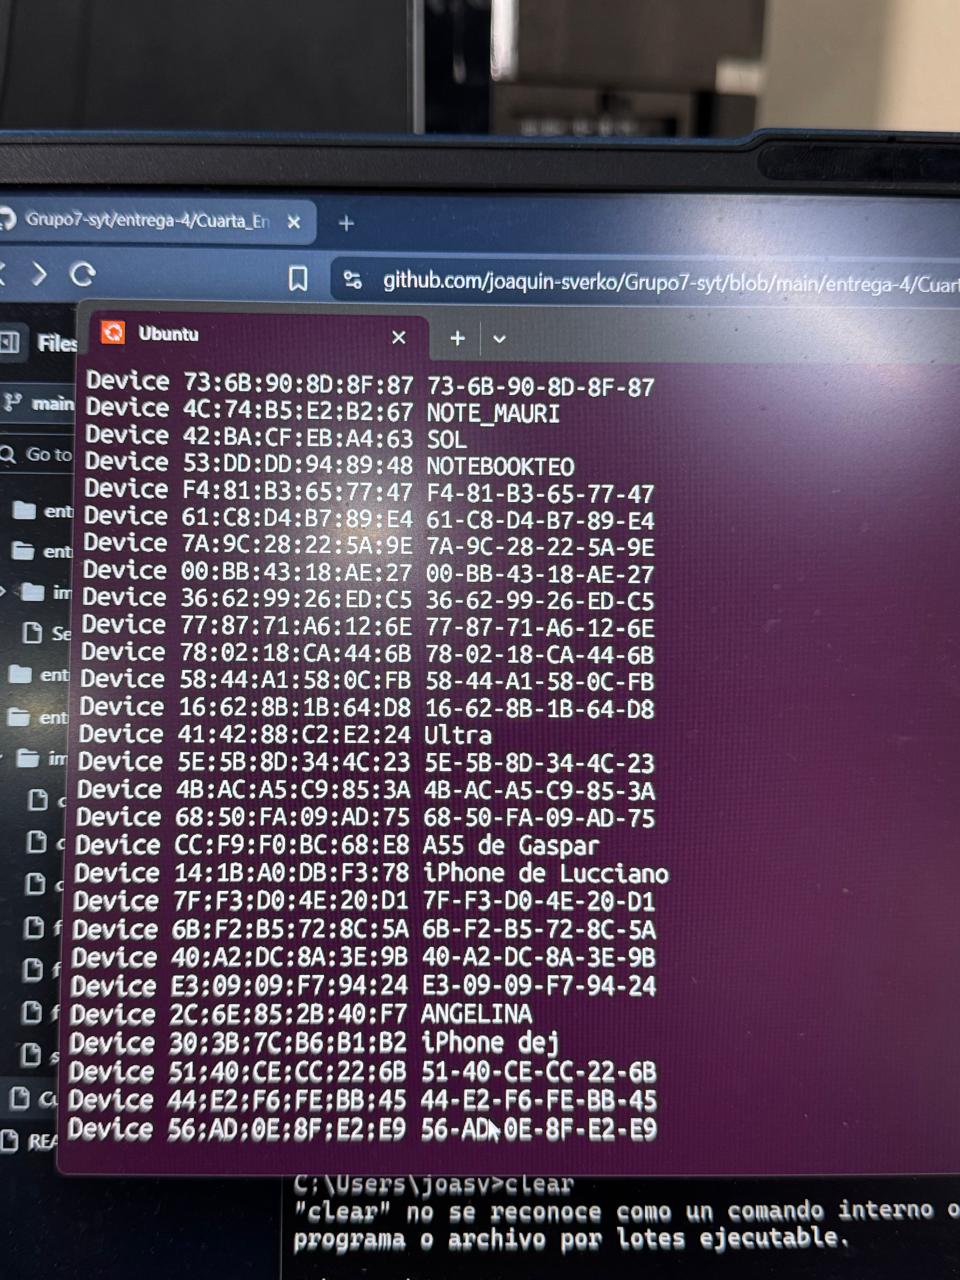 Grupo7-syt/entrega-4/Cuarta_En
github.com/joaquin-sverko/Grupo7-syt/blob/main/entrega-4/Cuart
Files
Ubuntu
main
Go to
Device 73:6B:90:8D:8F:87 73-6B-90-8D-8F-87
Device 4C:74:B5:E2:B2:67 NOTE_MAURI
Device 42:BA:CF:EB:A4:63 SOL
Device 53:DD:DD:94:89:48 NOTEBOOKTEO
Device F4:81:B3:65:77:47 F4-81-B3-65-77-47
Device 61:C8:D4:B7:89:E4 61-C8-D4-B7-89-E4
Device 7A:9C:28:22:5A:9E 7A-9C-28-22-5A-9E
Device 00:BB:43:18:AE:27 00-BB-43-18-AE-27
Device 36:62:99:26:ED:C5 36-62-99-26-ED-C5
Device 77:87:71:A6:12:6E 77-87-71-A6-12-6E
Device 78:02:18:CA:44:6B 78-02-18-CA-44-6B
Device 58:44:A1:58:0C:FB 58-44-A1-58-0C-FB
Device 16:62:8B:1B:64:D8 16-62-8B-1B-64-D8
Device 41:42:88:C2:E2:24 Ultra
Device 5E:5B:8D:34:4C:23 5E-5B-8D-34-4C-23
Device 4B:AC:A5:C9:85:3A 4B-AC-A5-C9-85-3A
Device 68:50:FA:09:AD:75 68-50-FA-09-AD-75
Device CC:F9:F0:BC:68:E8 A55 de Gaspar
Device 14:1B:A0:DB:F3:78 iPhone de Lucciano
Device 7F:F3:D0:4E:20:D1 7F-F3-D0-4E-20-D1
Device 6B:F2:B5:72:8C:5A 6B-F2-B5-72-8C-5A
Device 40:A2:DC:8A:3E:9B 40-A2-DC-8A-3E-9B
Device E3:09:09:F7:94:24 E3-09-09-F7-94-24
Device 2C:6E:85:2B:40:F7 ANGELINA
Device 30:3B:7C:B6:B1:B2 iPhone dej
Device 51:40:CE:CC:22:6B 51-40-CE-CC-22-6B
Device 44:E2:F6:FE:BB:45 44-E2-F6-FE-BB-45
Device 56:AD:0E:8F:E2:E9 56-AD-0E-8F-E2-E9
ent
ent
im
Se
ent
ent
im
REA
C:\Users\joasv>clear
"clear" no se reconoce como un comando interno o
programa o archivo por lotes ejecutable.